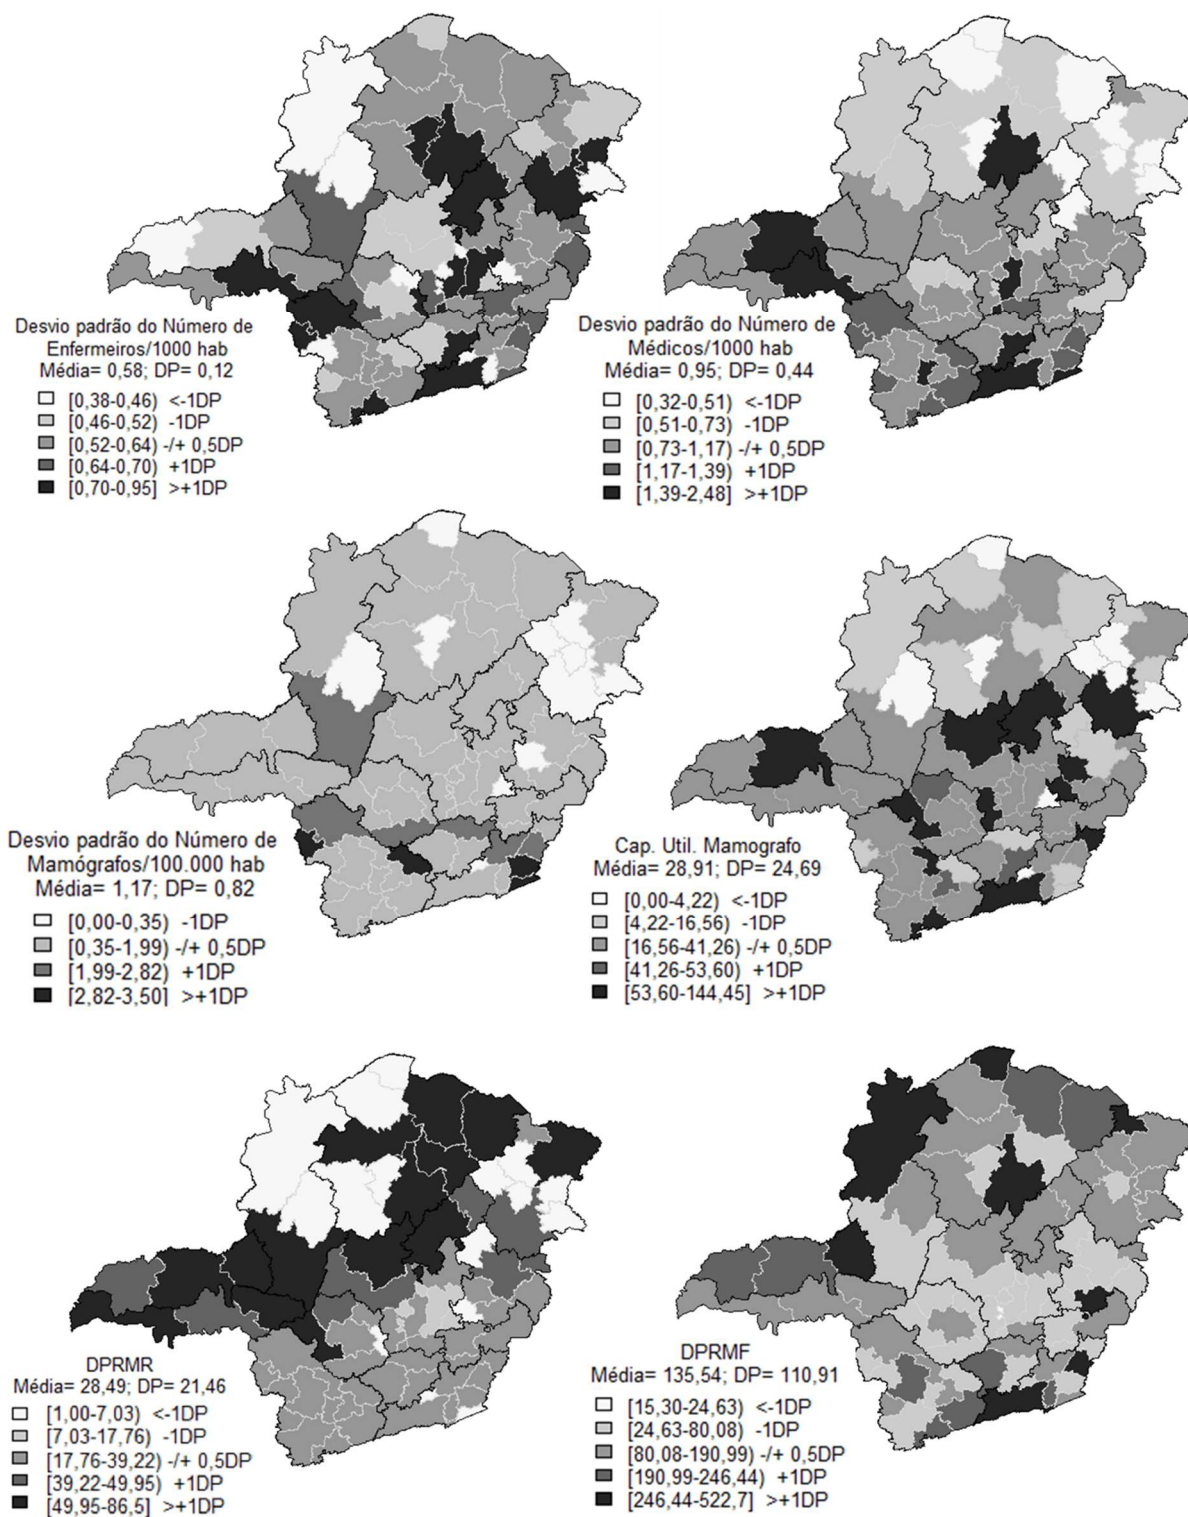 Desvio padrão do Número de
Enfermeiros/1000 hab
Média= 0,58; DP= 0,12
[0,38-0,46) <-1DP
[0,46-0,52) -1DP
[0,52-0,64) -/+ 0,5DP
[0,64-0,70) +1DP
[0,70-0,95] >+1DP
Desvio padrão do Número de
Médicos/1000 hab
Média= 0,95; DP= 0,44
[0,32-0,51) <-1DP
[0,51-0,73) -1DP
[0,73-1,17) -/+ 0,5DP
[1,17-1,39) +1DP
[1,39-2,48] >+1DP
Desvio padrão do Número de
Mamógrafos/100.000 hab
Média= 1,17; DP= 0,82
[0,00-0,35) -1DP
[0,35-1,99) -/+ 0,5DP
[1,99-2,82) +1DP
[2,82-3,50] >+1DP
Cap. Util. Mamografo
Média= 28,91; DP= 24,69
[0,00-4,22) <-1DP
[4,22-16,56) -1DP
[16,56-41,26) -/+ 0,5DP
[41,26-53,60) +1DP
[53,60-144,45] >+1DP
DPRMR
Média= 28,49; DP= 21,46
[1,00-7,03) <-1DP
[7,03-17,76) -1DP
[17,76-39,22) -/+ 0,5DP
[39,22-49,95) +1DP
[49,95-86,5] >+1DP
DPRMF
Média= 135,54; DP= 110,91
[15,30-24,63) <-1DP
[24,63-80,08) -1DP
[80,08-190,99) -/+ 0,5DP
[190,99-246,44) +1DP
[246,44-522,7] >+1DP